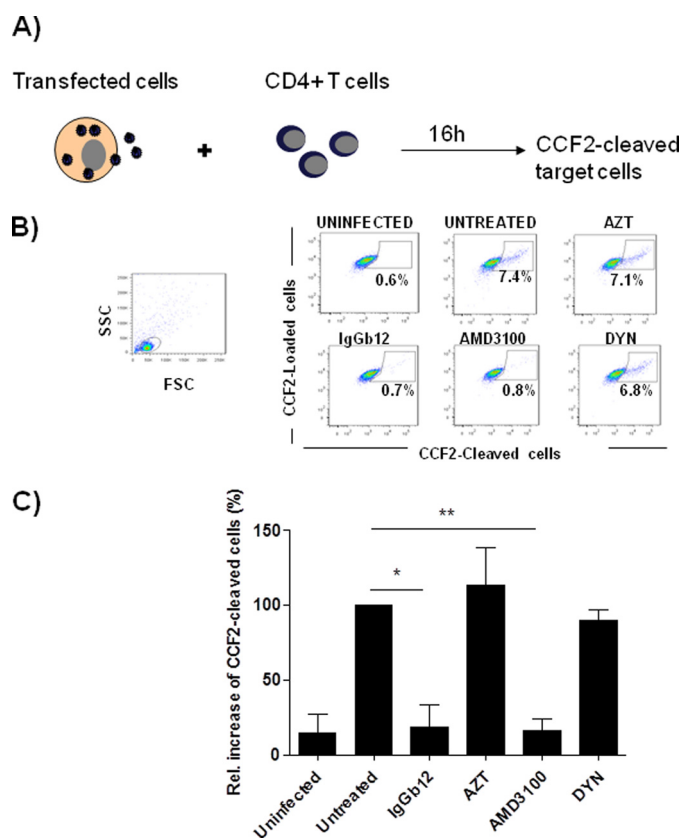 A)
Transfected cells
CD4+ T cells
+
16h
CCF2-cleaved
target cells
B)
UNINFECTED
UNTREATED
AZT
0.6%
7.4%
7.1%
IgGb12
AMD3100
DYN
0.7%
0.8%
6.8%
SSC
FSC
CCF2-Loaded cells
CCF2-Cleaved cells
C)
Rel. increase of CCF2-cleaved cells (%)
150
100
50
0
**
*
Uninfected
Untreated
IgGb12
AZT
AMD3100
DYN